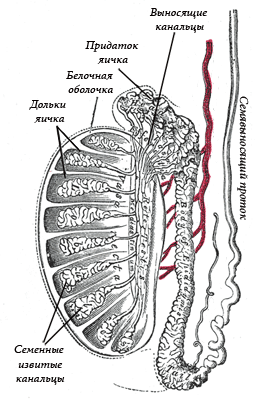 Выносящие
канальцы
Придаток
яичка
Белочная
оболочка
Дольки
яичка
Семявыносящий проток
Семенные
извитые
канальцы